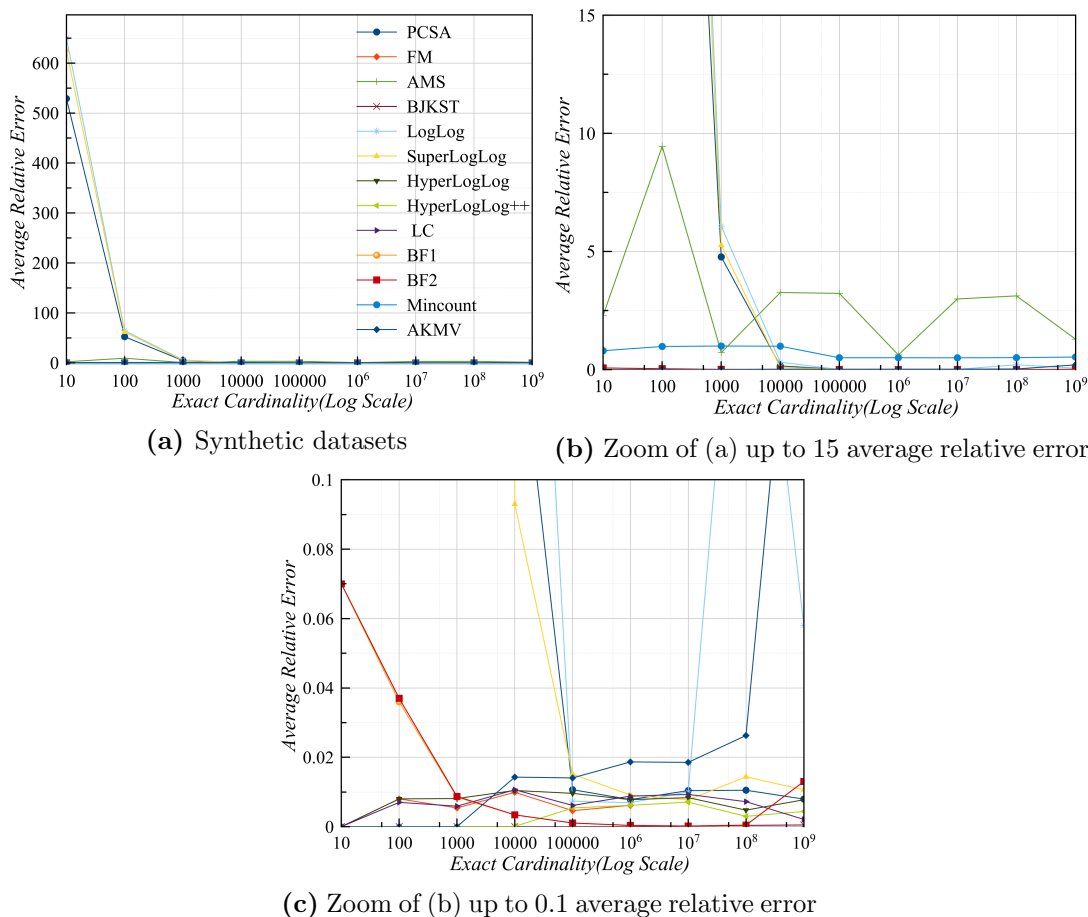 600
500
400
300
200
100
0
Average Relative Error
PCSA
FM
AMS
BJKST
LogLog
SuperLogLog
HyperLogLog
HyperLogLog++
LC
BF1
BF2
Mincount
AKMV
10 100 1000 10000 100000 10⁶ 10⁷ 10⁸ 10⁹
Exact Cardinality(Log Scale)
(a) Synthetic datasets
15
10
5
0
Average Relative Error
10 100 1000 10000 100000 10⁶ 10⁷ 10⁸ 10⁹
Exact Cardinality(Log Scale)
(b) Zoom of (a) up to 15 average relative error
0.1
0.08
0.06
0.04
0.02
0
Average Relative Error
10 100 1000 10000 100000 10⁶ 10⁷ 10⁸ 10⁹
Exact Cardinality(Log Scale)
(c) Zoom of (b) up to 0.1 average relative error